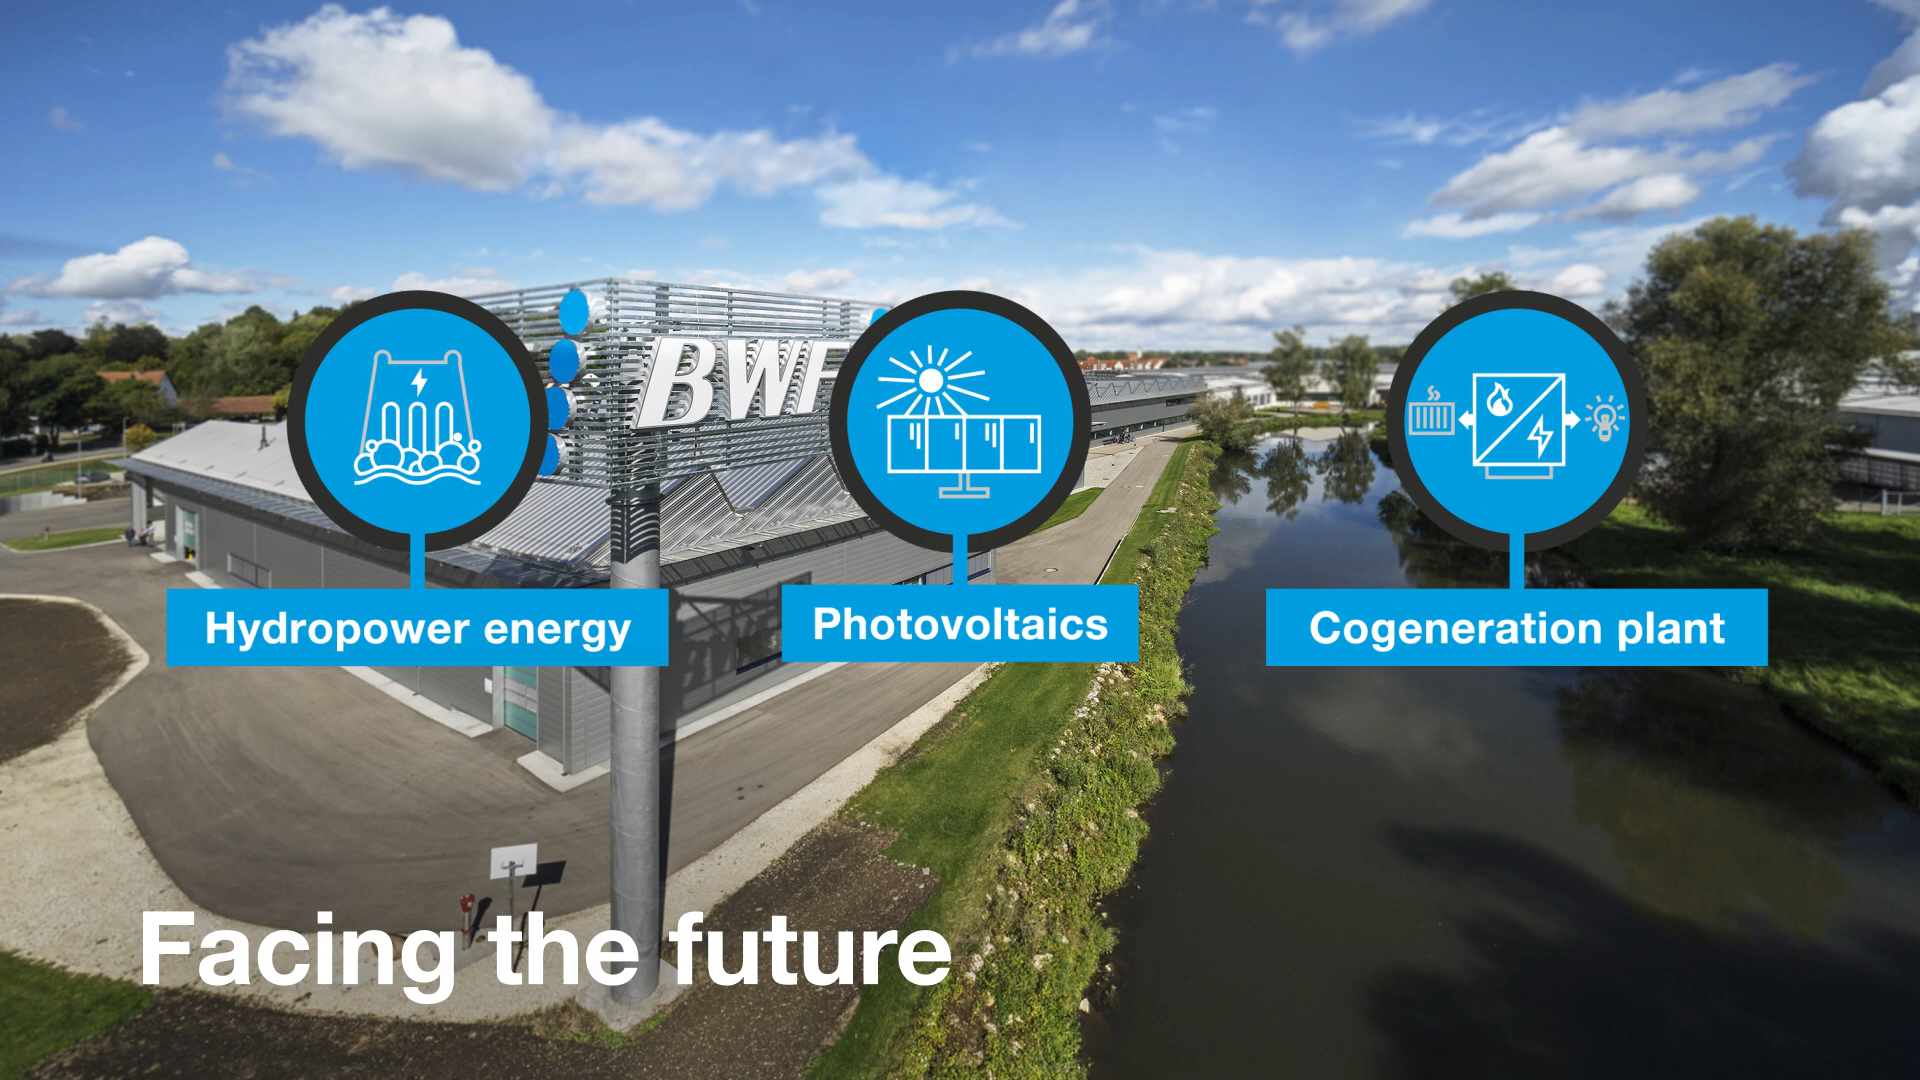 BWF
Hydropower energy
Photovoltaics
Cogeneration plant
Facing the future